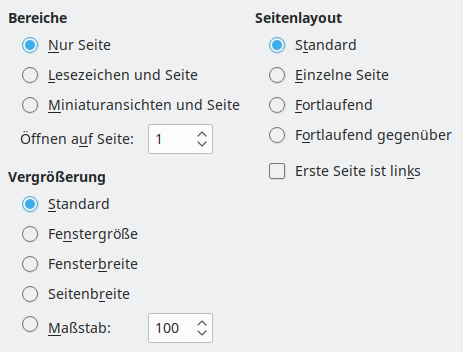 Bereiche
Nur Seite
Lesezeichen und Seite
Miniaturansichten und Seite
Öffnen auf Seite: 1
Vergrößerung
Standard
Fenstergröße
Fensterbreite
Seitenbreite
Maßstab: 100
Seitenlayout
Standard
Einzelne Seite
Fortlaufend
Fortlaufend gegenüber
Erste Seite ist links